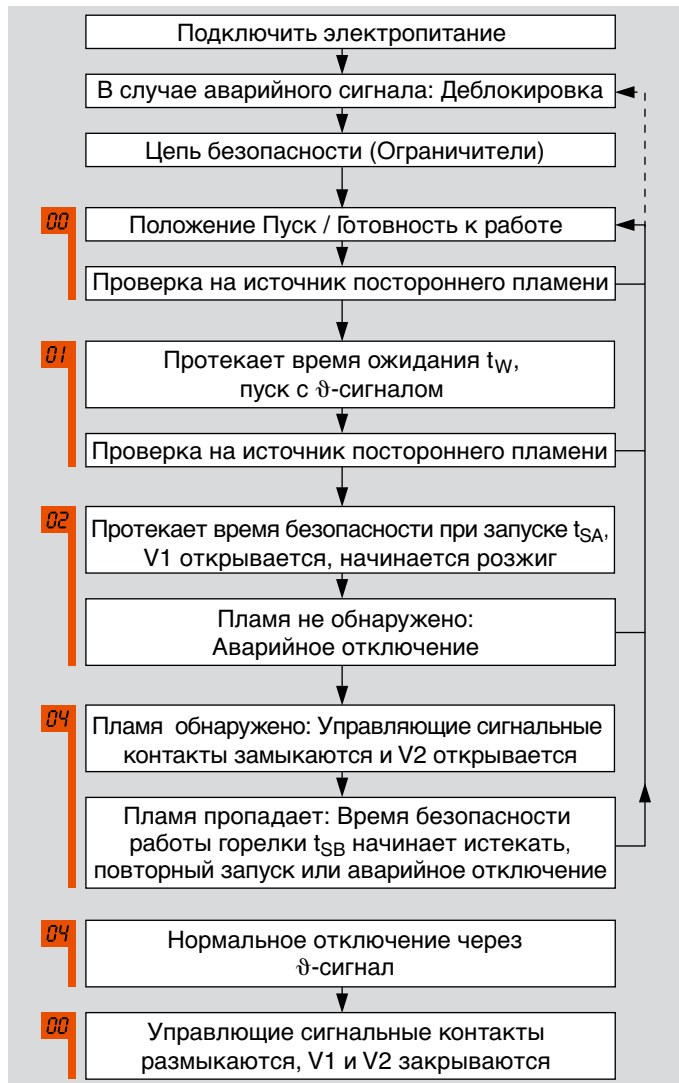 Подключить электропитание
В случае аварийного сигнала: Деблокировка
Цепь безопасности (Ограничители)
00
Положение Пуск / Готовность к работе
Проверка на источник постороннего пламени
01
Протекает время ожидания tW,
пуск с ϑ-сигналом
Проверка на источник постороннего пламени
02
Протекает время безопасности при запуске tSA,
V1 открывается, начинается розжиг
Пламя не обнаружено:
Аварийное отключение
04
Пламя обнаружено: Управляющие сигнальные
контакты замыкаются и V2 открывается
Пламя пропадает: Время безопасности
работы горелки tSB начинает истекать,
повторный запуск или аварийное отключение
04
Нормальное отключение через
ϑ-сигнал
00
Управлющие сигнальные контакты
размыкаются, V1 и V2 закрываются